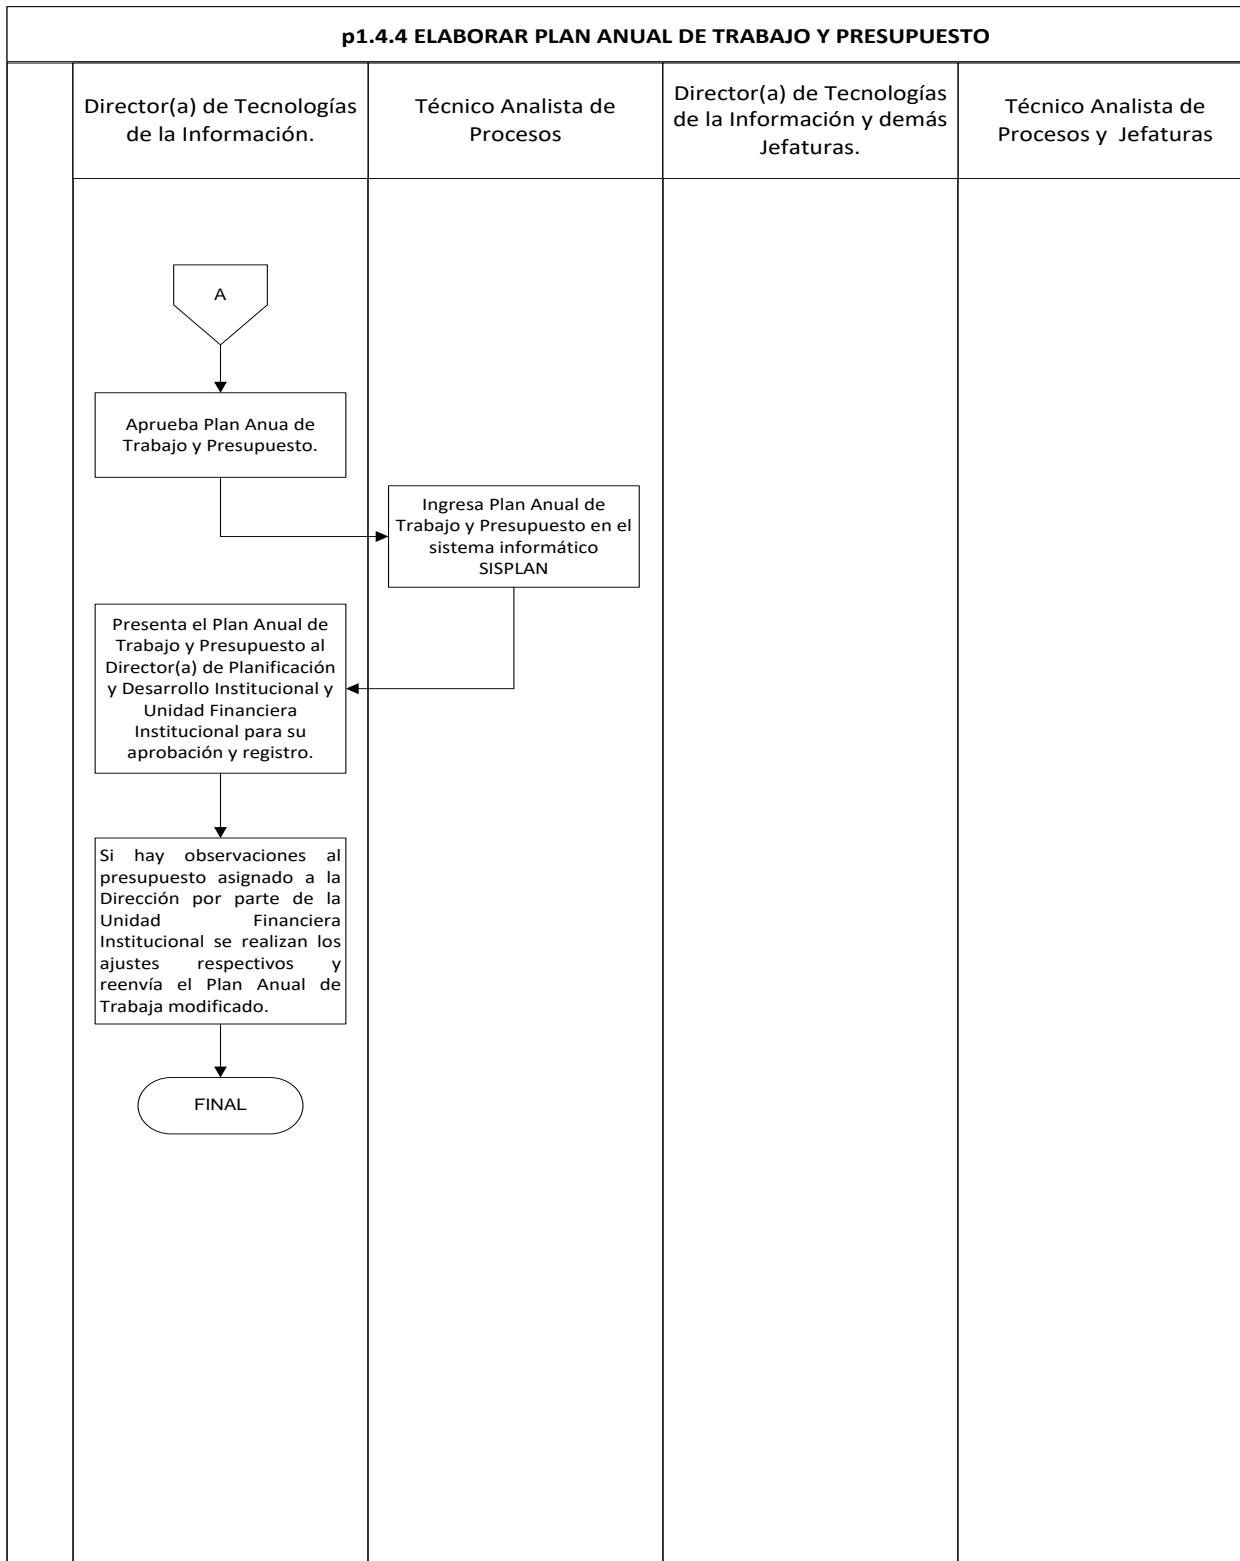 p1.4.4 ELABORAR PLAN ANUAL DE TRABAJO Y PRESUPUESTO
Director(a) de Tecnologías
de la Información.
Técnico Analista de
Procesos
Director(a) de Tecnologías
de la Información y demás
Jefaturas.
Técnico Analista de
Procesos y Jefaturas
A
Aprueba Plan Anua de
Trabajo y Presupuesto.
Ingresa Plan Anual de
Trabajo y Presupuesto en el
sistema informático
SISPLAN
Presenta el Plan Anual de
Trabajo y Presupuesto al
Director(a) de Planificación
y Desarrollo Institucional y
Unidad Financiera
Institucional para su
aprobación y registro.
Si hay observaciones al
presupuesto asignado a la
Dirección por parte de la
Unidad Financiera
Institucional se realizan los
ajustes respectivos y
reenvía el Plan Anual de
Trabaja modificado.
FINAL